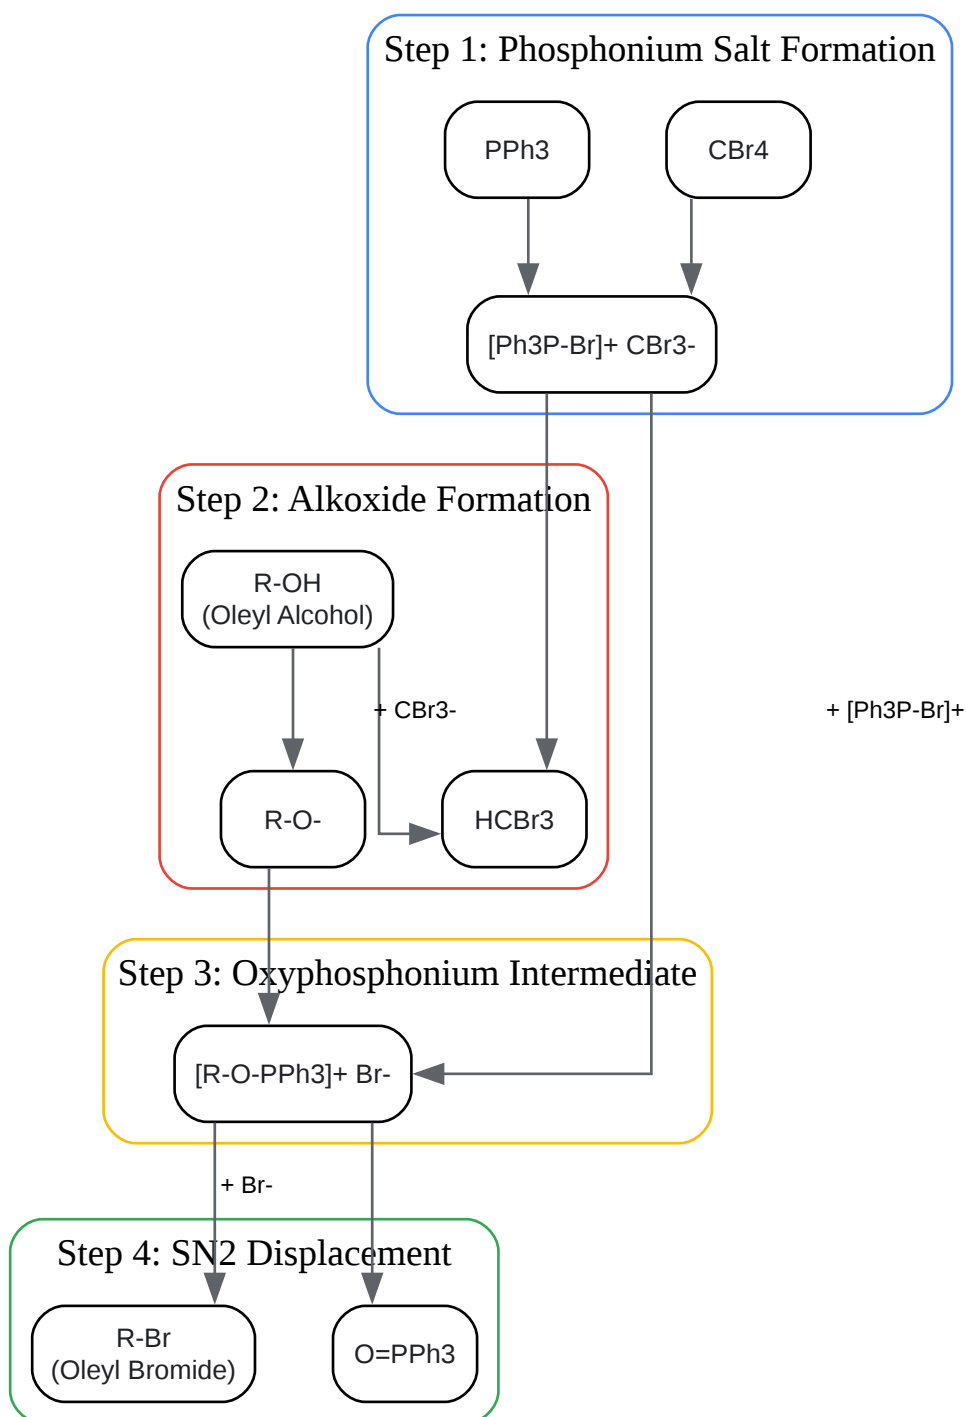 Step 1: Phosphonium Salt Formation
PPh3
CBr4
[Ph3P-Br]+ CBr3-
Step 2: Alkoxide Formation
R-OH
(Oleyl Alcohol)
+ CBr3-
+ [Ph3P-Br]+
R-O-
HCBr3
Step 3: Oxyphosphonium Intermediate
[R-O-PPh3]+ Br-
+ Br-
Step 4: SN2 Displacement
R-Br
(Oleyl Bromide)
O=PPh3